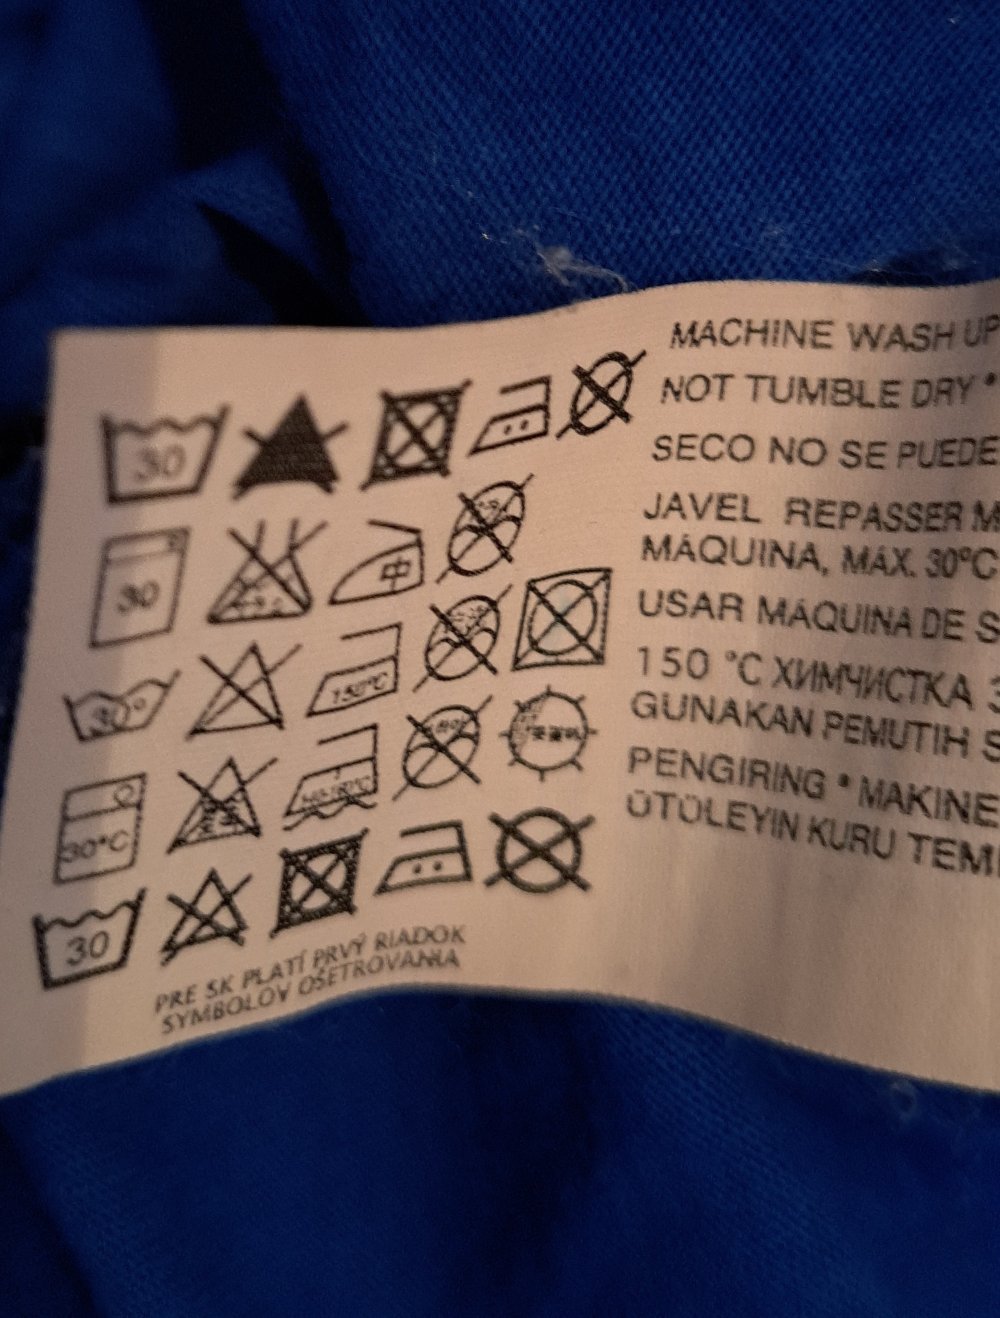 MACHINE WASH UP
NOT TUMBLE DRY *
SECO NO SE PUEDE
JAVEL REPASSER M
MÁQUINA, MÁX. 30°C
USAR MÁQUINA DE S
150 °C ХИМЧИСТКА З
GUNAKAN PEMUTIH S
PENGIRING * MAKINE
ÜTÜLEYIN KURU TEMI
30
30
中
30°
150°C
30°C
30
PRE SK PLATÍ PRVÝ RIADOK
SYMBOLOV OŠETROVANIA